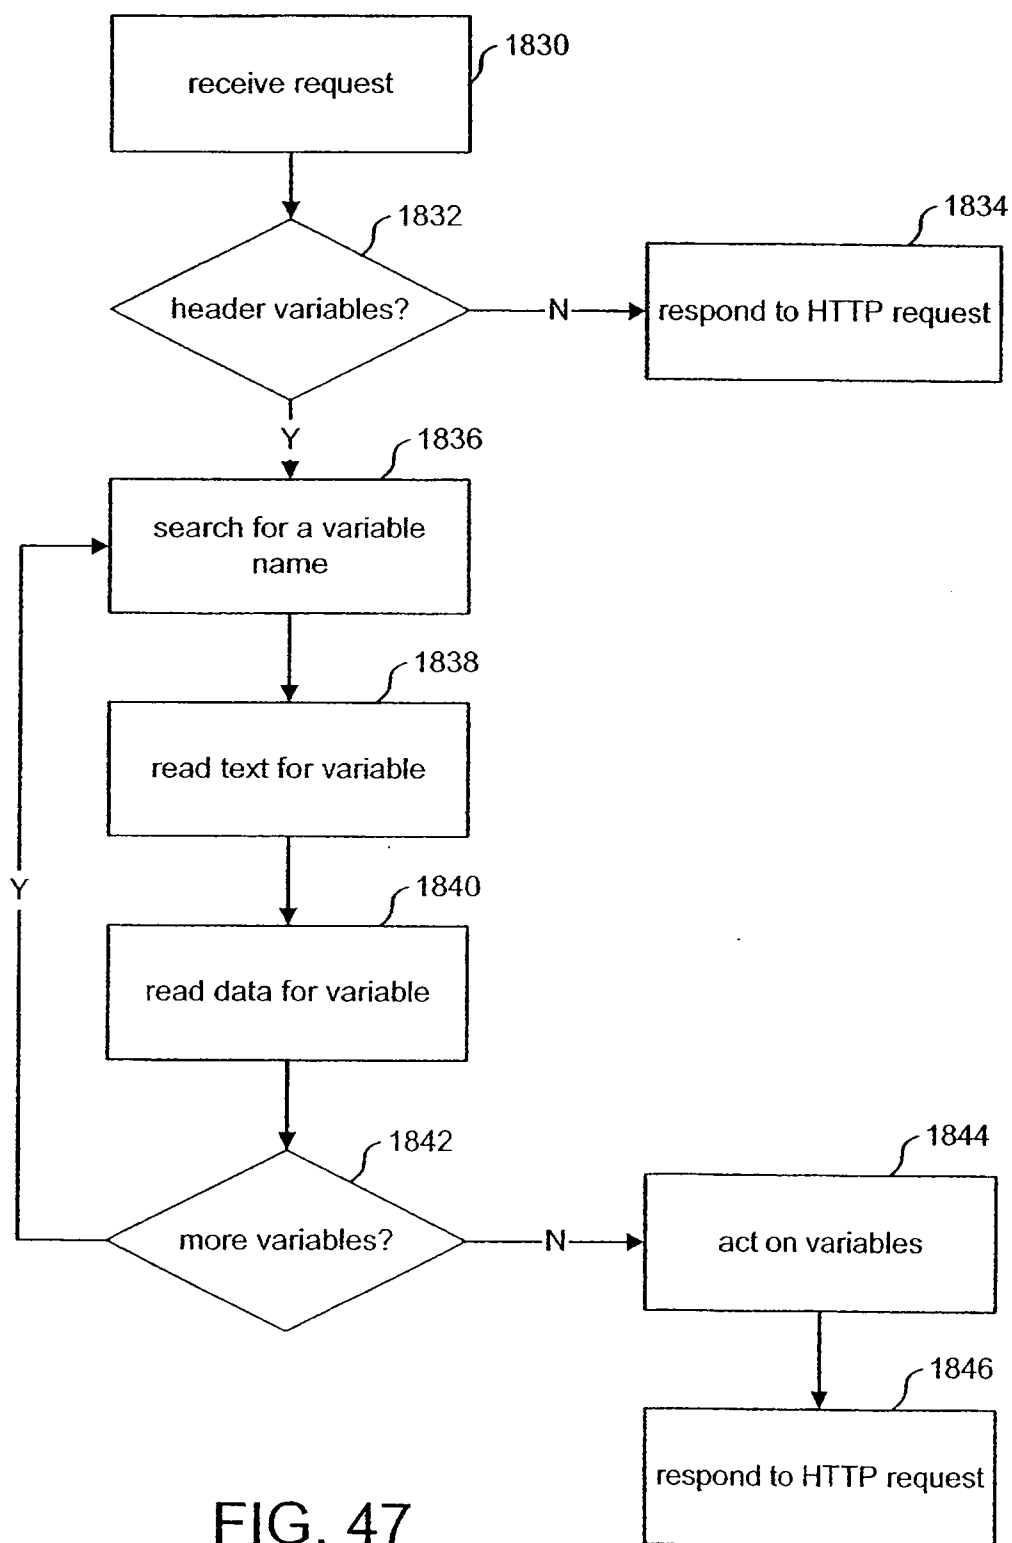 1830
receive request
1832
1834
header variables?
N
respond to HTTP request
Y
1836
search for a variable
name
1838
read text for variable
Y
1840
read data for variable
1842
1844
more variables?
N
act on variables
1846
respond to HTTP request
FIG. 47